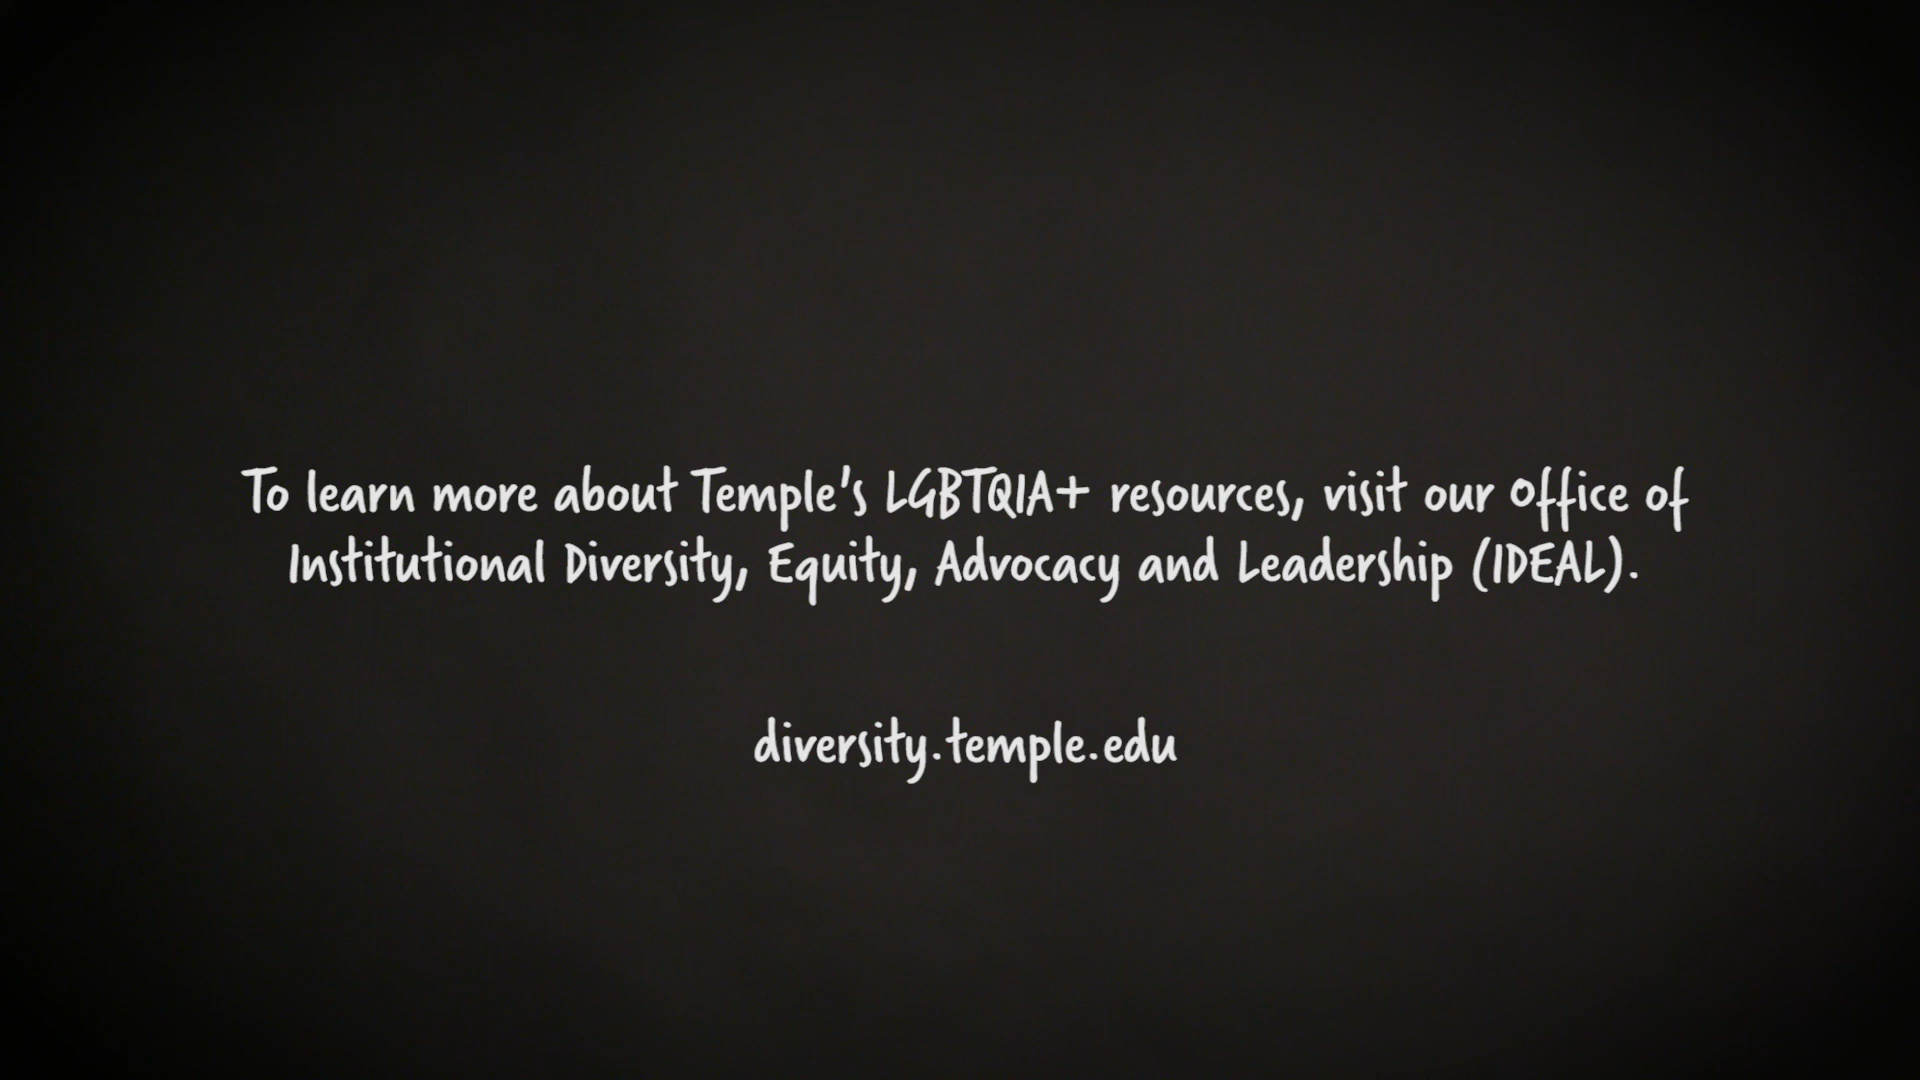 To learn more about Temple's LGBTQIA+ resources, visit our Office of
Institutional Diversity, Equity, Advocacy and Leadership (IDEAL).
diversity.temple.edu